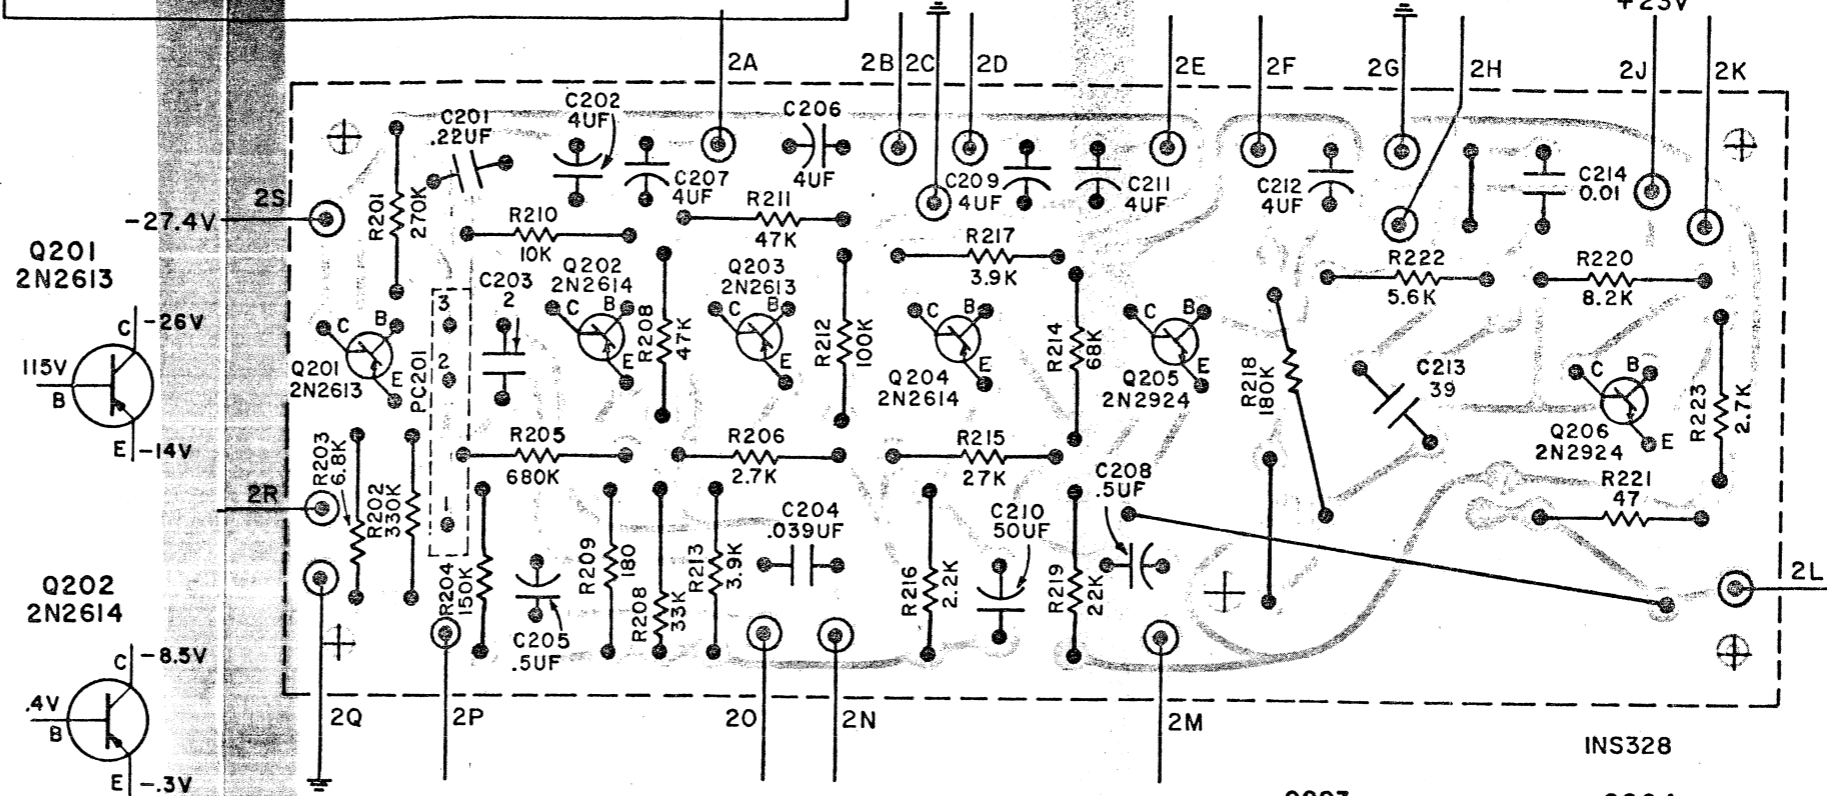 +23V
2A
2B
2C
2D
2E
2F
2G
2H
2J
2K
C201
.22UF
C202
4UF
C207
4UF
C206
4UF
C209
4UF
C211
4UF
C212
4UF
C214
0.01
2S
-27.4V
R201
270K
R210
10K
R211
47K
R217
3.9K
R222
5.6K
R220
8.2K
Q201
2N2613
C
-26V
115V
B
E
-14V
C
B
E
Q201
2N2613
3
2
1
PC201
C203
2
Q202
2N2614
C
B
E
R208
47K
Q203
2N2613
C
B
E
R212
100K
C
B
E
Q204
2N2614
R214
68K
C
B
E
Q205
2N2924
R218
180K
C213
39
C
B
E
Q206
2N2924
R223
2.7K
R203
6.8K
R202
330K
R205
680K
R206
2.7K
R215
27K
C208
.5UF
R221
47
2R
R204
150K
C205
.5UF
R209
180
R208
33K
R213
3.9K
C204
.039UF
R216
2.2K
C210
50UF
R219
22K
2L
Q202
2N2614
C
-8.5V
.4V
B
E
-.3V
2Q
2P
2O
2N
2M
INS328